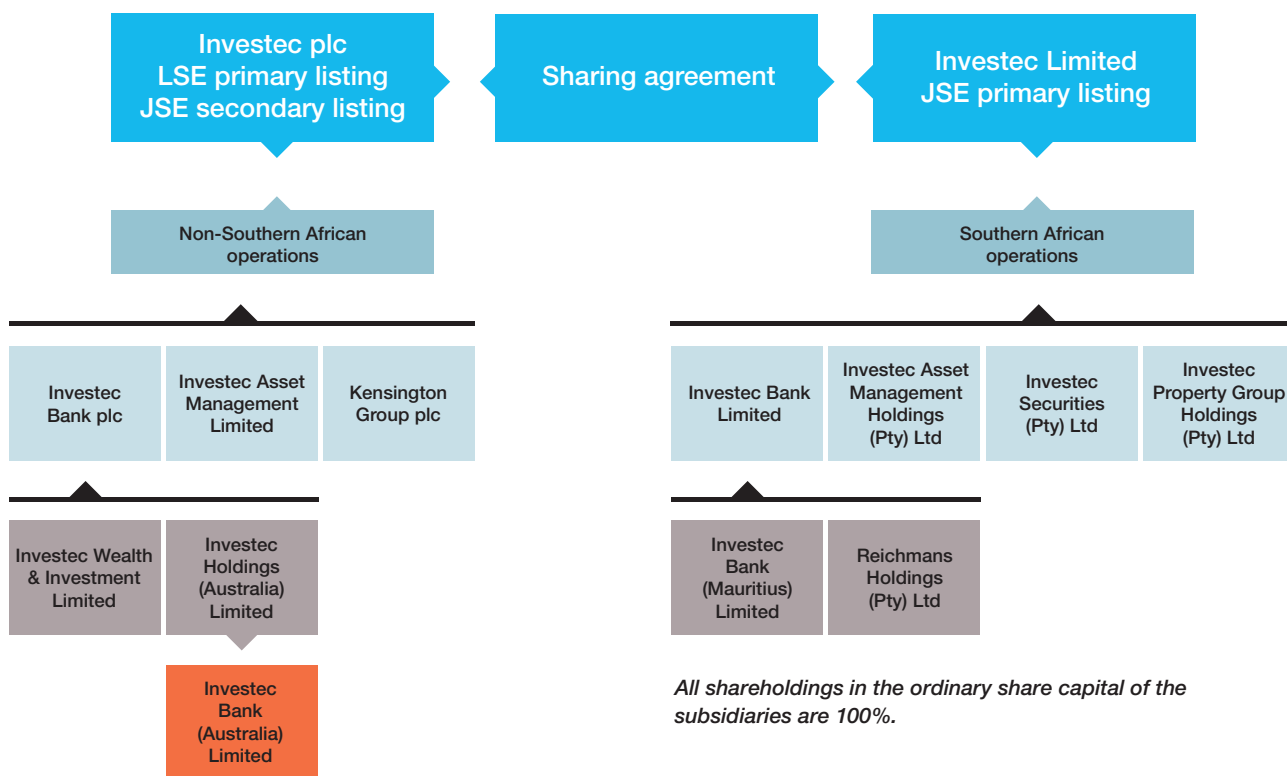 Investec plc
LSE primary listing
JSE secondary listing
Sharing agreement
Investec Limited
JSE primary listing
Non-Southern African
operations
Southern African
operations
Investec
Bank plc
Investec Asset
Management
Limited
Kensington
Group plc
Investec Bank
Limited
Investec Asset
Management
Holdings
(Pty) Ltd
Investec
Securities
(Pty) Ltd
Investec
Property Group
Holdings
(Pty) Ltd
Investec Wealth
& Investment
Limited
Investec
Holdings
(Australia)
Limited
Investec
Bank
(Mauritius)
Limited
Reichmans
Holdings
(Pty) Ltd
Investec
Bank
(Australia)
Limited
All shareholdings in the ordinary share capital of the
subsidiaries are 100%.